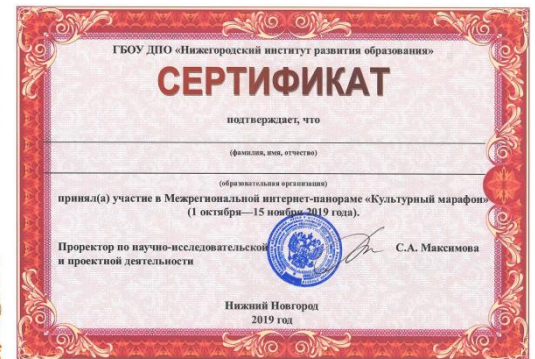 ГБОУ ДПО «Нижегородский институт развития образования»
СЕРТИФИКАТ
подтверждает, что
(фамилия, имя, отчество)
(образовательная организация)
принял(а) участие в Межрегиональной интернет-панораме «Культурный марафон»
(1 октября—15 ноября 2019 года).
Проректор по научно-исследовательской
и проектной деятельности
С.А. Максимова
Нижний Новгород
2019 год